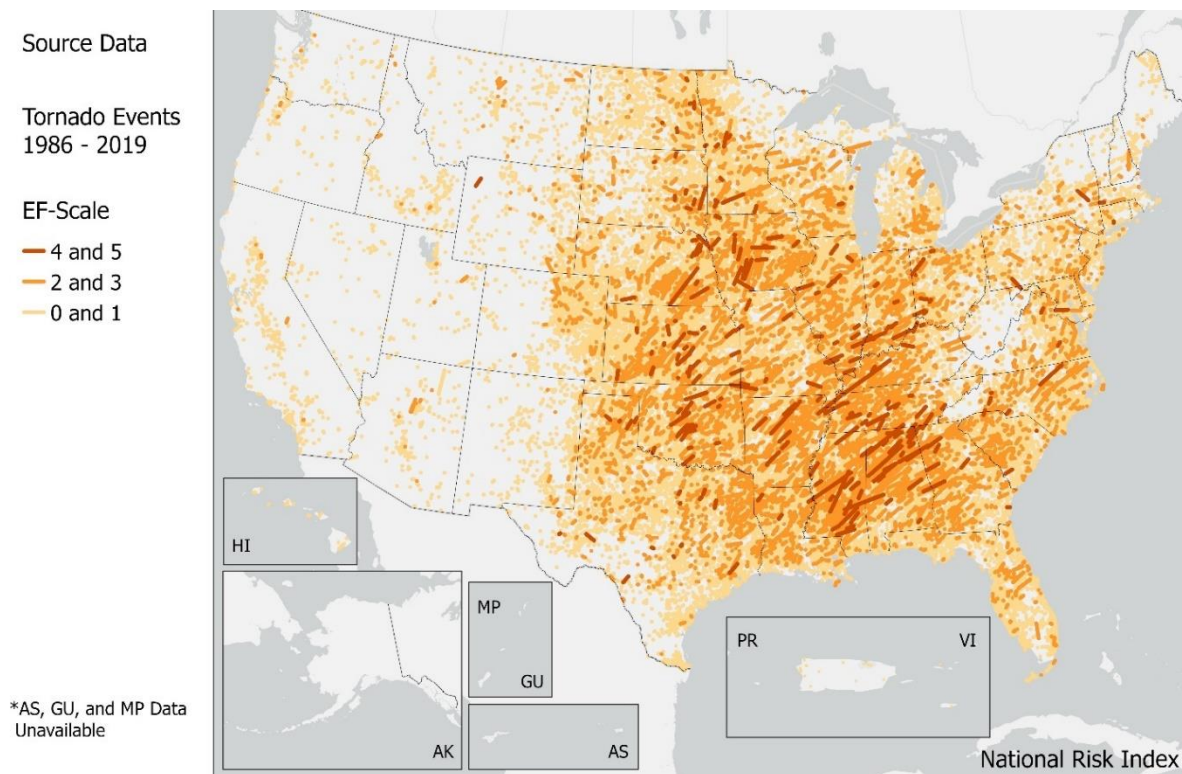 Source Data
Tornado Events
1986 - 2019
EF-Scale
4 and 5
2 and 3
0 and 1
HI
MP
GU
PR
VI
AK
AS
*AS, GU, and MP Data
Unavailable
National Risk Index